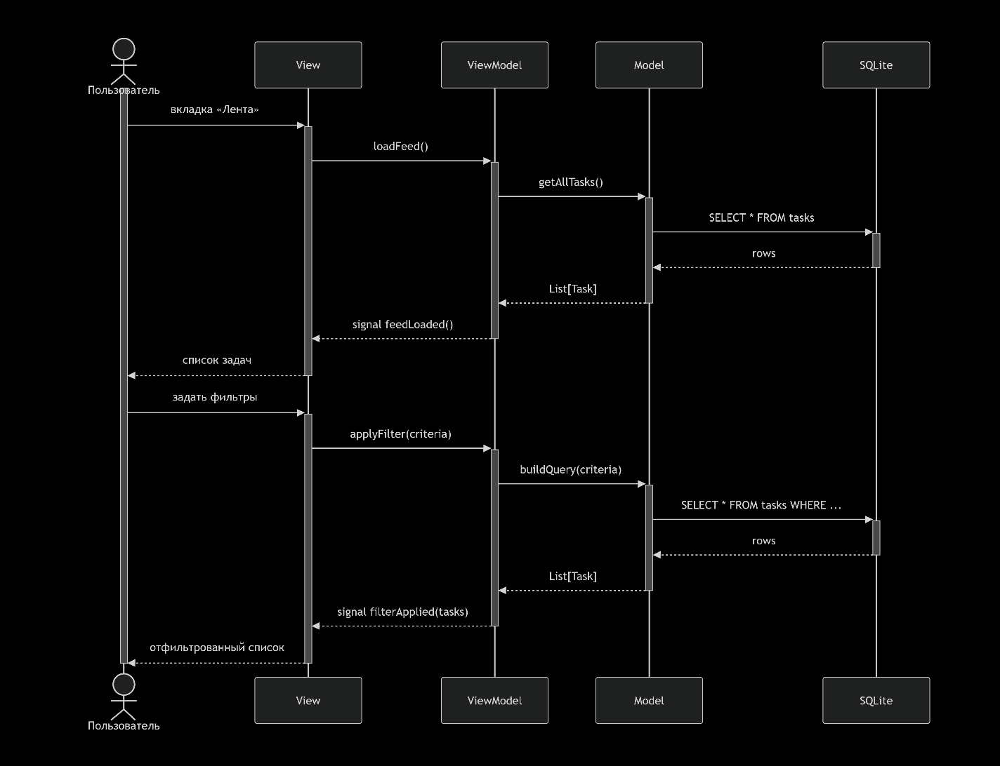 Пользователь
View
ViewModel
Model
SQLite
вкладка «Лента»
loadFeed()
getAllTasks()
SELECT * FROM tasks
rows
List[Task]
signal feedLoaded()
список задач
задать фильтры
applyFilter(criteria)
buildQuery(criteria)
SELECT * FROM tasks WHERE ...
rows
List[Task]
signal filterApplied(tasks)
отфильтрованный список
View
ViewModel
Model
SQLite
Пользователь